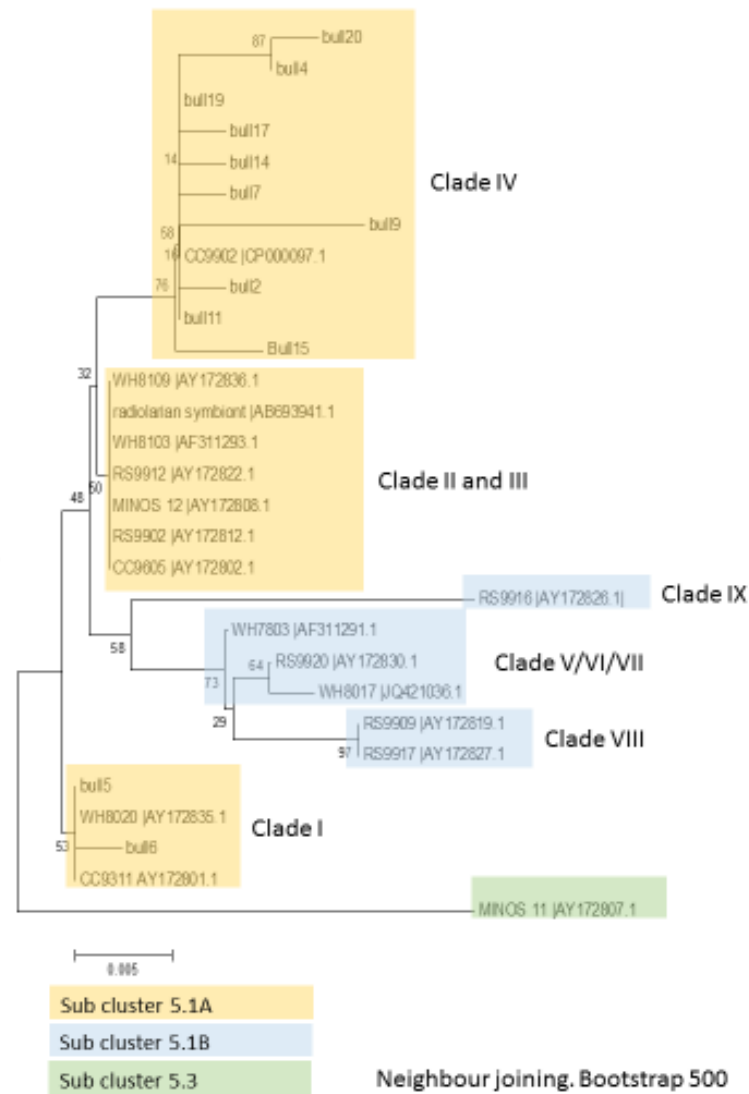 87
bull20
bull4
bull19
bull17
14
bull14
Clade IV
bull7
bull9
58
16
CC9902 |CP000097.1
76
bull2
bull11
Bull15
32
WH8109 |AY172836.1
radiolarian symbiont |AB693941.1
WH8103 |AF311293.1
RS9912 |AY172822.1
Clade II and III
50
48
MINOS 12 |AY172808.1
RS9902 |AY172812.1
CC9605 |AY172802.1
RS9916 |AY172826.1|
Clade IX
WH7803 |AF311291.1
58
64
RS9920 |AY172830.1
Clade V/VI/VII
73
WH8017 |JQ421036.1
29
RS9909 |AY172819.1
Clade VIII
97
RS9917 |AY172827.1
bull5
WH8020 |AY172835.1
Clade I
53
bull6
CC9311 AY172801.1
MINOS 11 |AY172807.1
0.005
Sub cluster 5.1A
Sub cluster 5.1B
Sub cluster 5.3
Neighbour joining. Bootstrap 500